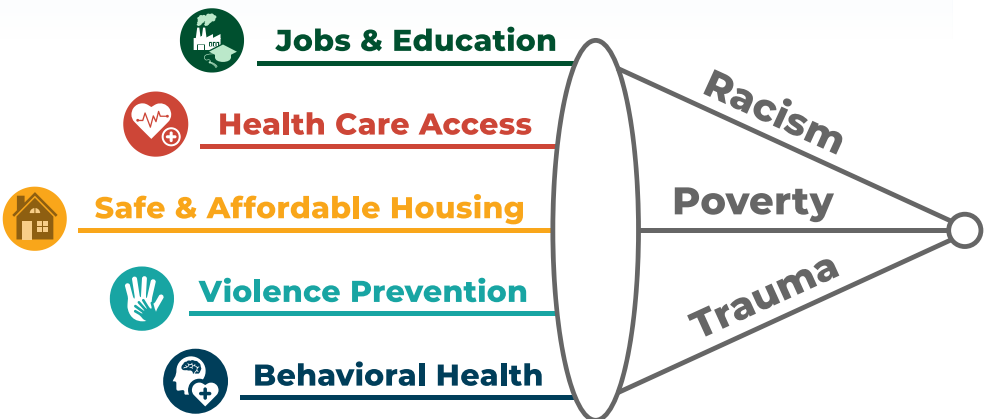 Jobs & Education
Health Care Access
Safe & Affordable Housing
Violence Prevention
Behavioral Health
Racism
Poverty
Trauma